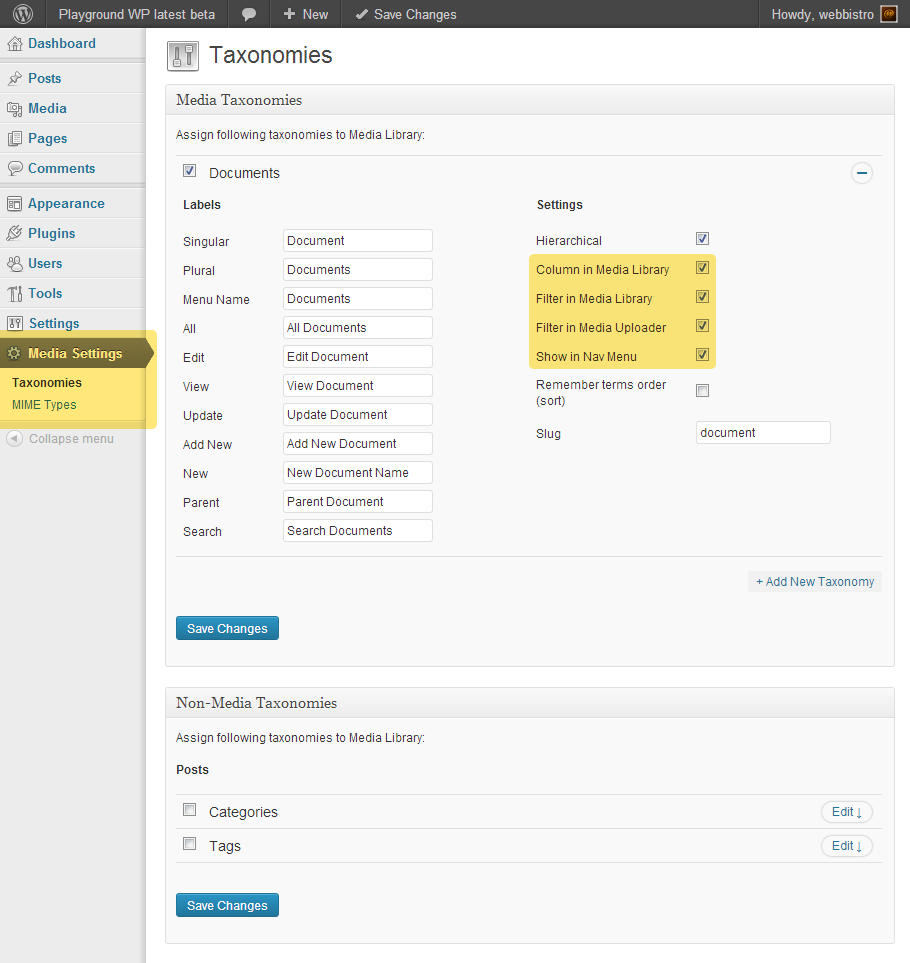 Playground WP latest beta
+ New
Save Changes
Howdy, webbistro
Dashboard
Posts
Media
Pages
Comments
Appearance
Plugins
Users
Tools
Settings
Media Settings
Taxonomies
MIME Types
Collapse menu
Taxonomies
Media Taxonomies
Assign following taxonomies to Media Library:
Documents
Labels
Singular Document
Plural Documents
Menu Name Documents
All All Documents
Edit Edit Document
View View Document
Update Update Document
Add New Add New Document
New New Document Name
Parent Parent Document
Search Search Documents
Settings
Hierarchical
Column in Media Library
Filter in Media Library
Filter in Media Uploader
Show in Nav Menu
Remember terms order
(sort)
Slug document
+ Add New Taxonomy
Save Changes
Non-Media Taxonomies
Assign following taxonomies to Media Library:
Posts
Categories Edit ↓
Tags Edit ↓
Save Changes